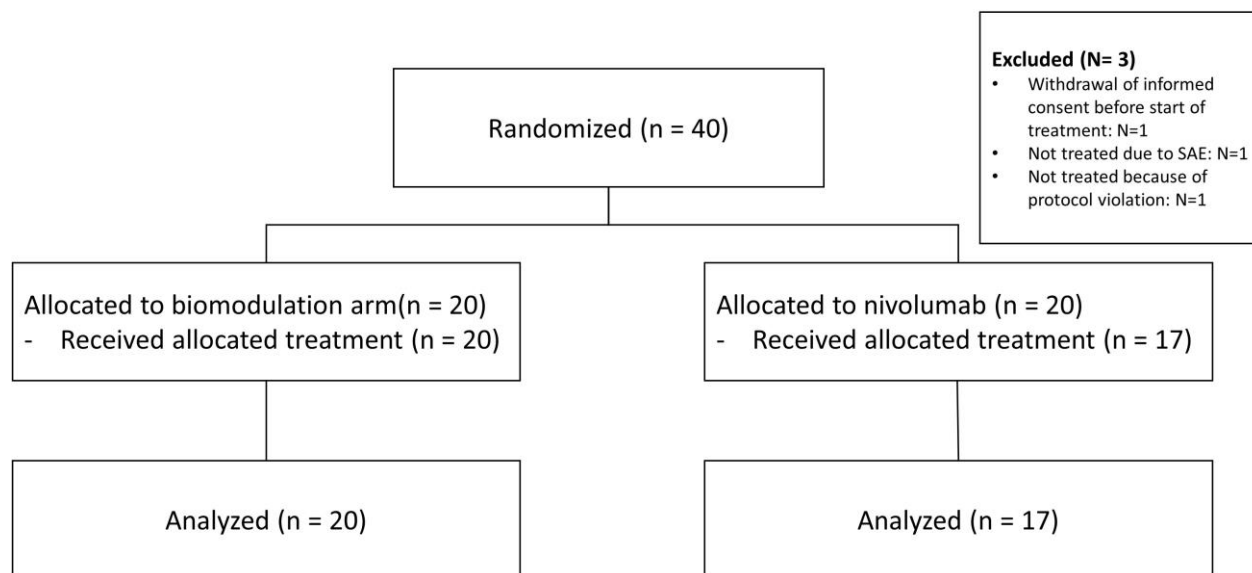 Randomized (n = 40)
Excluded (N= 3)
• Withdrawal of informed
consent before start of
treatment: N=1
• Not treated due to SAE: N=1
• Not treated because of
protocol violation: N=1
Allocated to biomodulation arm(n = 20)
- Received allocated treatment (n = 20)
Allocated to nivolumab (n = 20)
- Received allocated treatment (n = 17)
Analyzed (n = 20)
Analyzed (n = 17)